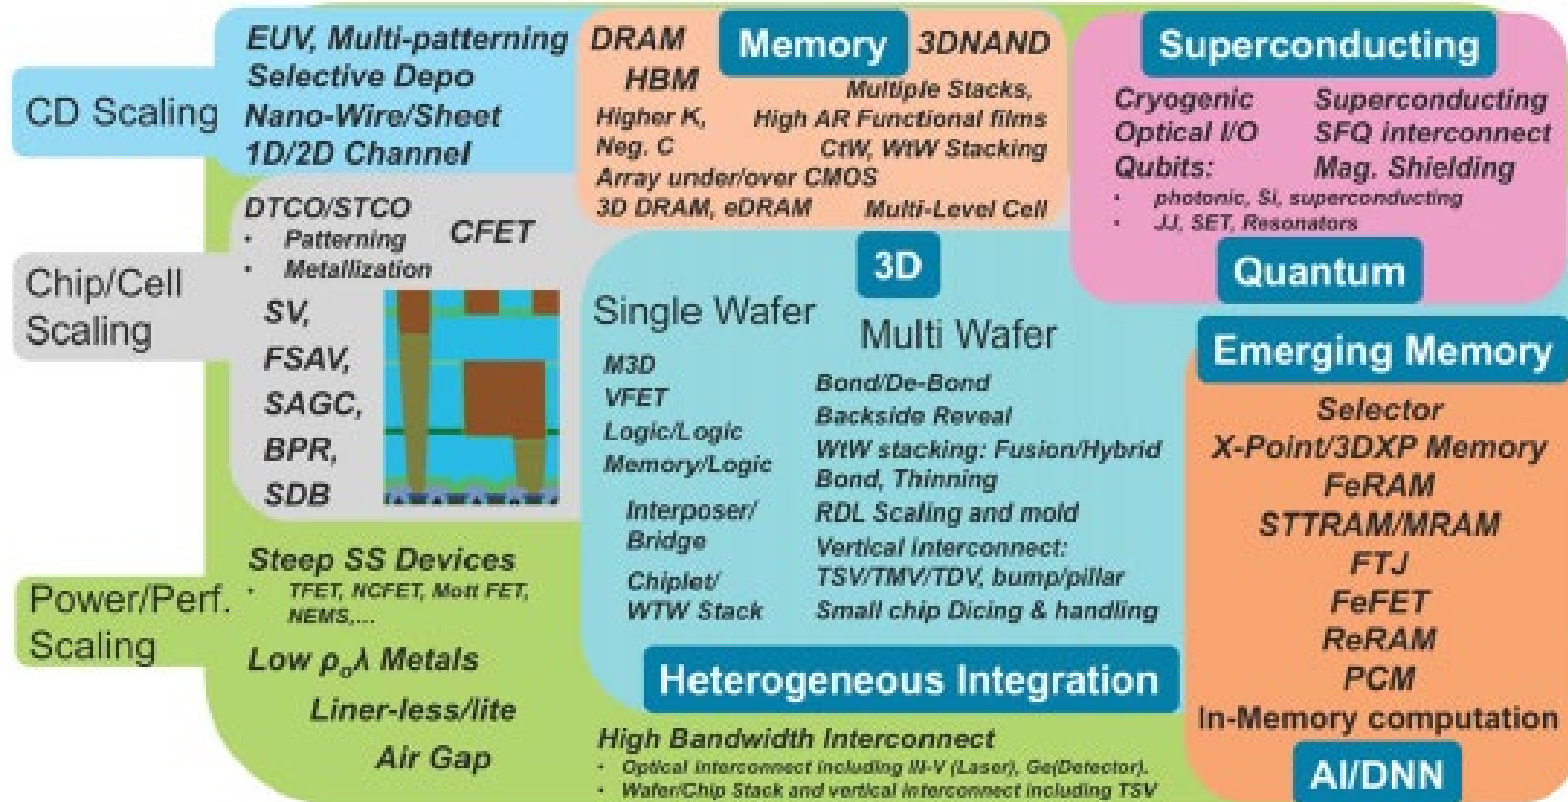 CD Scaling
EUV, Multi-patterning
Selective Depo
Nano-Wire/Sheet
1D/2D Channel
Chip/Cell
Scaling
DTCO/STCO
• Patterning
• Metallization
CFET
SV,
FSAV,
SAGC,
BPR,
SDB
Power/Perf.
Scaling
Steep SS Devices
• TFET, NCFET, Mott FET,
NEMS,...
Low ρₒλ Metals
Liner-less/lite
Air Gap
Memory
DRAM
HBM
Higher K,
Neg. C
3DNAND
Multiple Stacks,
High AR Functional films
CtW, WtW Stacking
Array under/over CMOS
3D DRAM, eDRAM
Multi-Level Cell
3D
Single Wafer
M3D
VFET
Logic/Logic
Memory/Logic
Interposer/
Bridge
Chiplet/
WTW Stack
Multi Wafer
Bond/De-Bond
Backside Reveal
WtW stacking: Fusion/Hybrid
Bond, Thinning
RDL Scaling and mold
Vertical interconnect:
TSV/TMV/TDV, bump/pillar
Small chip Dicing & handling
Heterogeneous Integration
High Bandwidth Interconnect
• Optical interconnect including III-V (Laser), Ge(Detector).
• Wafer/Chip Stack and vertical interconnect including TSV
Superconducting
Cryogenic
Optical I/O
Qubits:
Superconducting
SFQ interconnect
Mag. Shielding
• photonic, Si, superconducting
• JJ, SET, Resonators
Quantum
Emerging Memory
Selector
X-Point/3DXP Memory
FeRAM
STTRAM/MRAM
FTJ
FeFET
ReRAM
PCM
In-Memory computation
AI/DNN